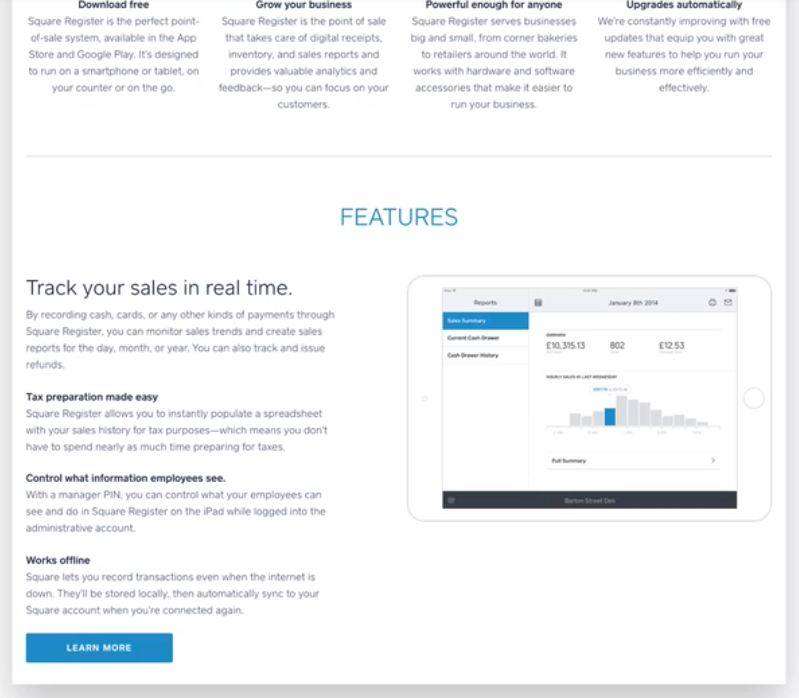 Download free
Square Register is the perfect point-
of-sale system, available in the App
Store and Google Play. It's designed
to run on a smartphone or tablet, on
your counter or on the go.
Grow your business
Square Register is the point of sale
that takes care of digital receipts,
inventory, and sales reports and
provides valuable analytics and
feedback—so you can focus on your
customers.
Powerful enough for anyone
Square Register serves businesses
big and small, from corner bakeries
to retailers around the world. It
works with hardware and software
accessories that make it easier to
run your business.
Upgrades automatically
We're constantly improving with free
updates that equip you with great
new features to help you run your
business more efficiently and
effectively.
FEATURES
Track your sales in real time.
By recording cash, cards, or any other kinds of payments through
Square Register, you can monitor sales trends and create sales
reports for the day, month, or year. You can also track and issue
refunds.
Tax preparation made easy
Square Register allows you to instantly populate a spreadsheet
with your sales history for tax purposes—which means you don't
have to spend nearly as much time preparing for taxes.
Control what information employees see.
With a manager PIN, you can control what your employees can
see and do in Square Register on the iPad while logged into the
administrative account.
Works offline
Square lets you record transactions even when the internet is
down. They'll be stored locally, then automatically sync to your
Square account when you're connected again.
LEARN MORE
Reports
January 8th 2014
Sales Summary
Current Cash Drawer
Cash Drawer History
OVERVIEW
£10,315.13 802 £12.53
HOURLY SALES VS LAST WEDNESDAY
Full Summary
Barton Street Deli